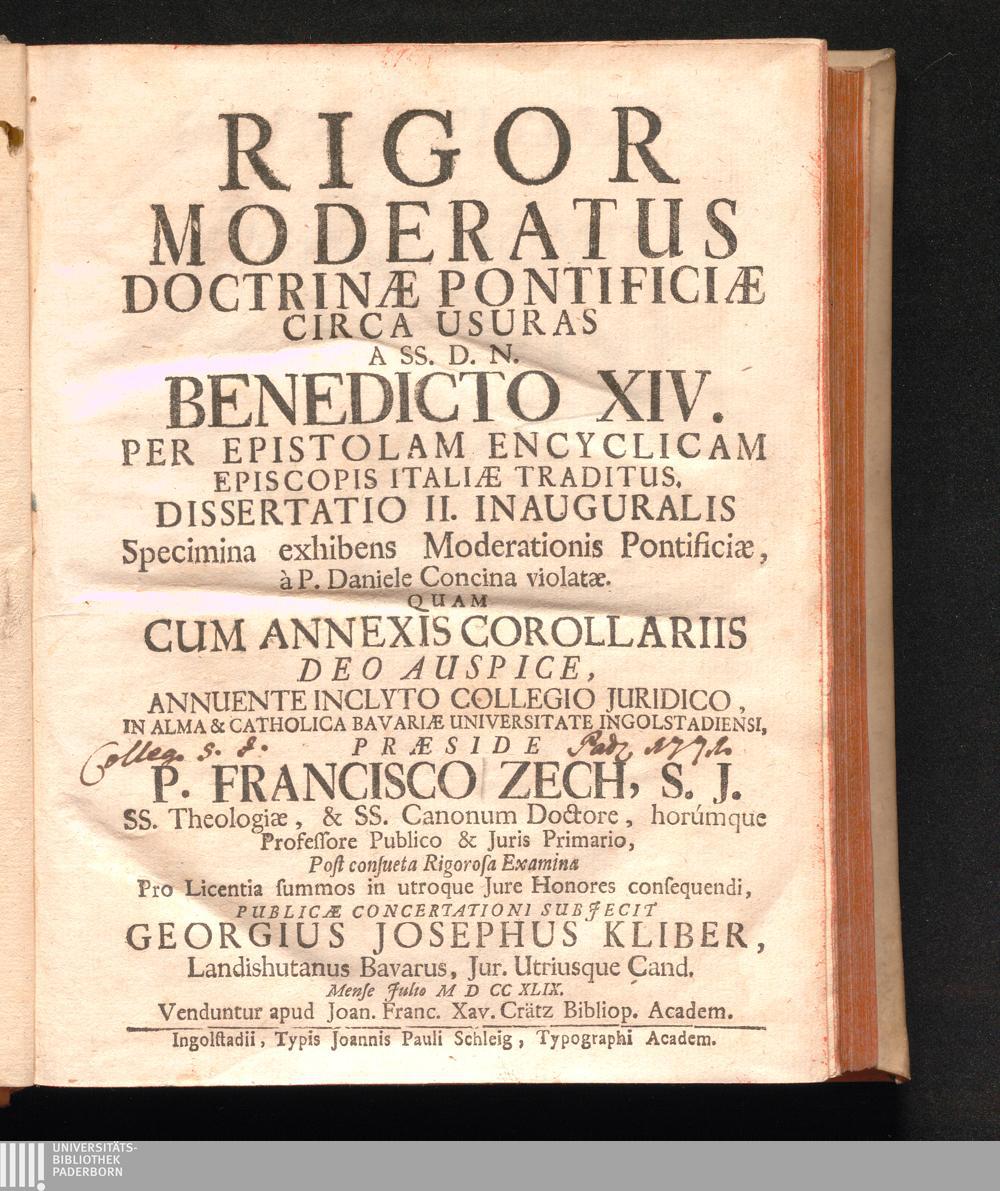 RIGOR
MODERATUS
DOCTRINÆ PONTIFICIÆ
CIRCA USURAS
A SS. D. N.
BENEDICTO XIV.
PER EPISTOLAM ENCYCLICAM
EPISCOPIS ITALIÆ TRADITUS.
DISSERTATIO II. INAUGURALIS
Specimina exhibens Moderationis Pontificiæ,
à P. Daniele Concina violatæ.
QUAM
CUM ANNEXIS COROLLARIIS
DEO AUSPICE,
ANNUENTE INCLYTO COLLEGIO JURIDICO,
IN ALMA & CATHOLICA BAVARIÆ UNIVERSITATE INGOLSTADIENSI,
PRÆSIDE
Colleg. S. J. Pad.
P. FRANCISCO ZECH, S. J.
SS. Theologiæ, & SS. Canonum Doctore, horúmque
Professore Publico & Juris Primario,
Post consueta Rigorosa Examina
Pro Licentia summos in utroque Jure Honores consequendi,
PUBLICÆ CONCERTATIONI SUBJECIT
GEORGIUS JOSEPHUS KLIBER,
Landishutanus Bavarus, Jur. Utriusque Cand.
Mense Julio M D CC XLIX.
Venduntur apud Joan. Franc. Xav. Crätz Bibliop. Academ.
Ingolstadii, Typis Joannis Pauli Schleig, Typographi Academ.
UNIVERSITÄTS-
BIBLIOTHEK
PADERBORN